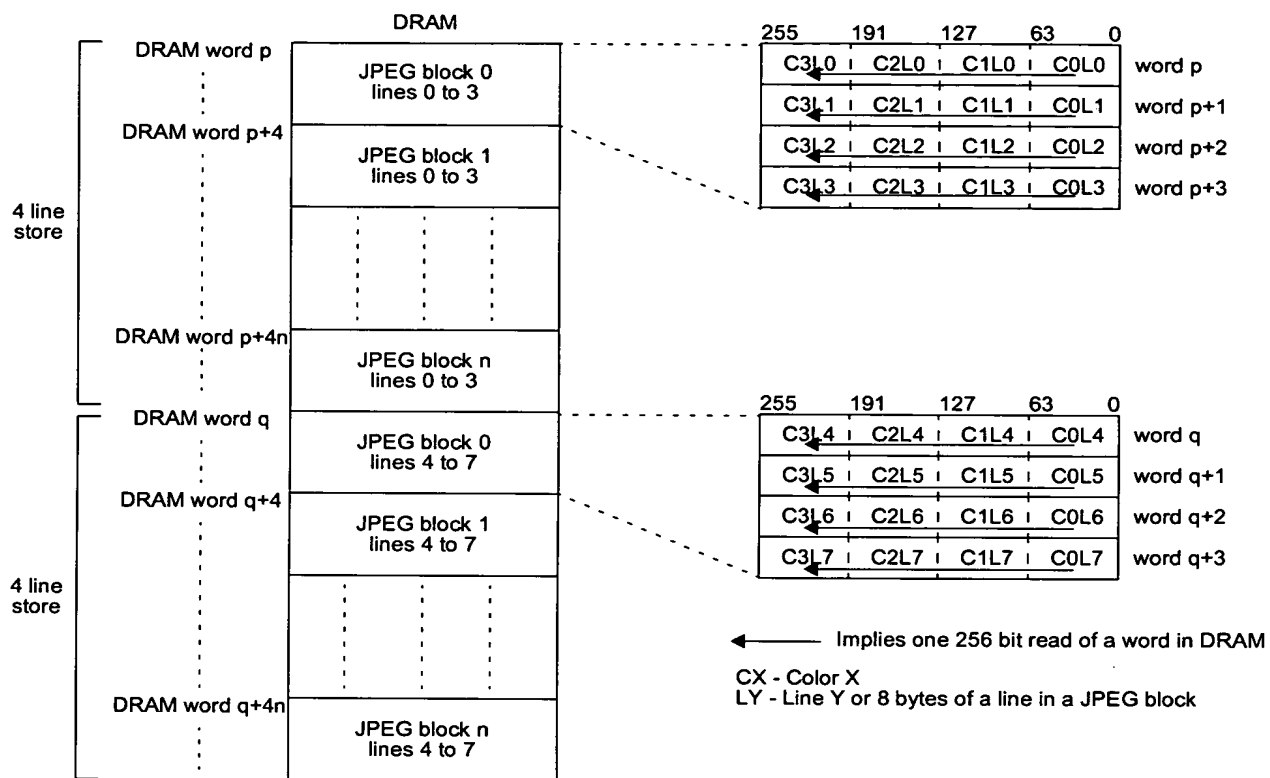 DRAM
DRAM word p
JPEG block 0
lines 0 to 3
DRAM word p+4
JPEG block 1
lines 0 to 3
4 line
store
DRAM word p+4n
JPEG block n
lines 0 to 3
DRAM word q
JPEG block 0
lines 4 to 7
DRAM word q+4
JPEG block 1
lines 4 to 7
4 line
store
DRAM word q+4n
JPEG block n
lines 4 to 7
255 191 127 63 0
C3L0 C2L0 C1L0 C0L0 word p
C3L1 C2L1 C1L1 C0L1 word p+1
C3L2 C2L2 C1L2 C0L2 word p+2
C3L3 C2L3 C1L3 C0L3 word p+3
255 191 127 63 0
C3L4 C2L4 C1L4 C0L4 word q
C3L5 C2L5 C1L5 C0L5 word q+1
C3L6 C2L6 C1L6 C0L6 word q+2
C3L7 C2L7 C1L7 C0L7 word q+3
Implies one 256 bit read of a word in DRAM
CX - Color X
LY - Line Y or 8 bytes of a line in a JPEG block